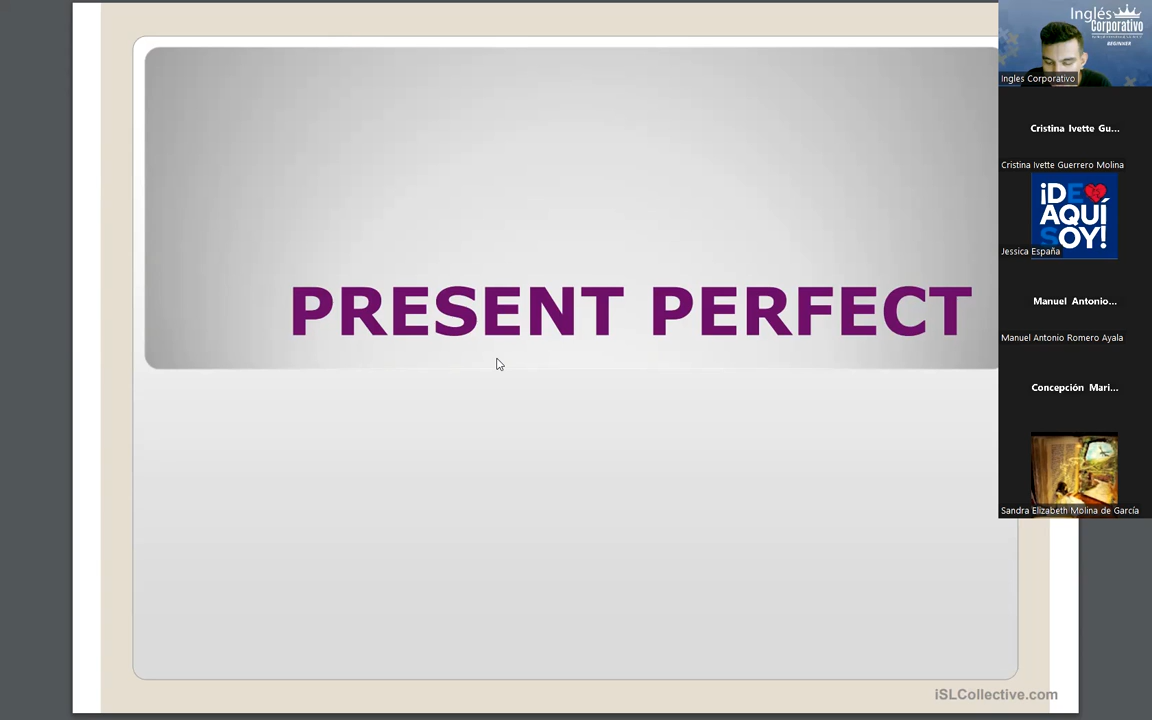 PRESENT PERFECT
iSLCollective.com
Inglés
Corporativo
BEGINNER
Ingles Corporativo
Cristina Ivette Gu...
Cristina Ivette Guerrero Molina
¡DE
AQUÍ
SOY!
Jessica España
Manuel Antonio...
Manuel Antonio Romero Ayala
Concepción Mari...
Sandra Elizabeth Molina de García